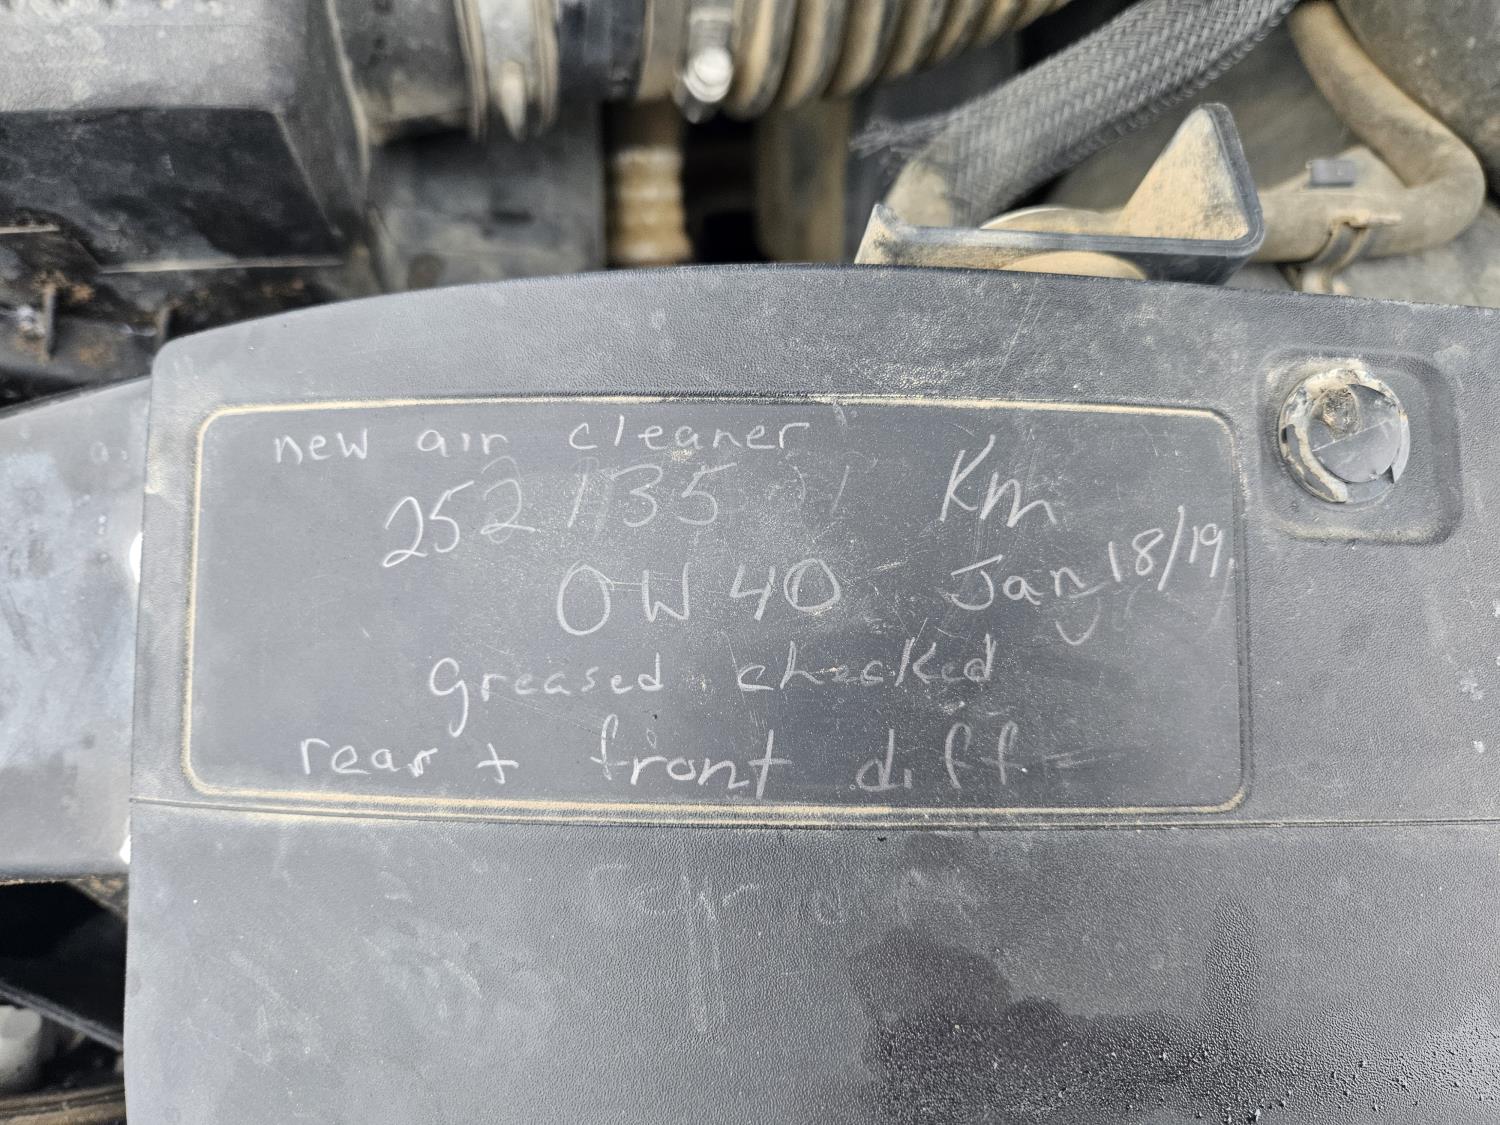 new air cleaner
252135 Km
0W40 Jan 18/19
greased checked
rear + front diff